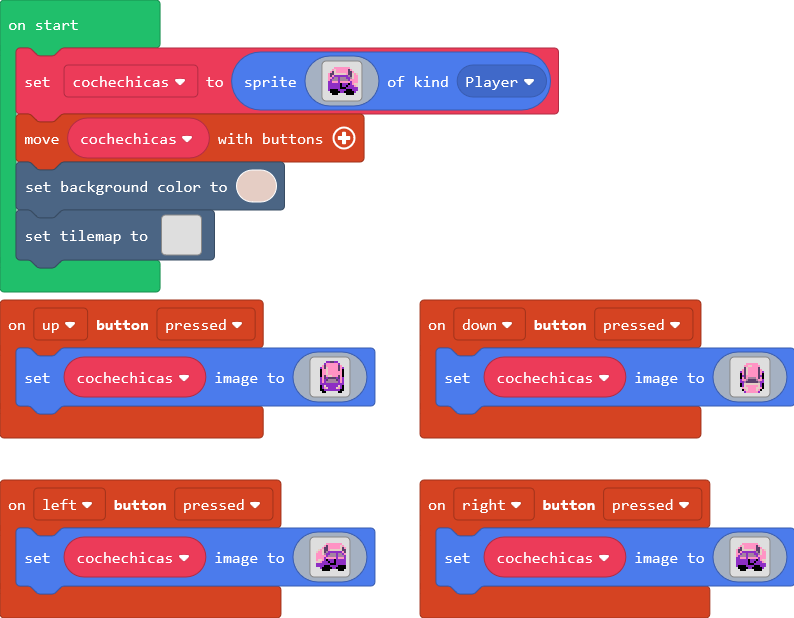 on start
set cochechicas to sprite of kind Player
move cochechicas with buttons
set background color to
set tilemap to
on up button pressed
set cochechicas image to
on down button pressed
set cochechicas image to
on left button pressed
set cochechicas image to
on right button pressed
set cochechicas image to